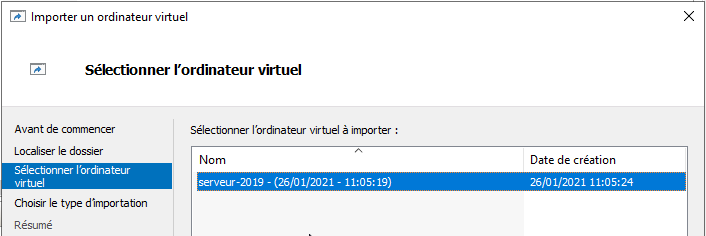 Importer un ordinateur virtuel
Sélectionner l'ordinateur virtuel
Avant de commencer
Localiser le dossier
Sélectionner l'ordinateur
virtuel
Choisir le type d'importation
Résumé
Sélectionner l'ordinateur virtuel à importer :
Nom Date de création
serveur-2019 - (26/01/2021 - 11:05:19) 26/01/2021 11:05:24